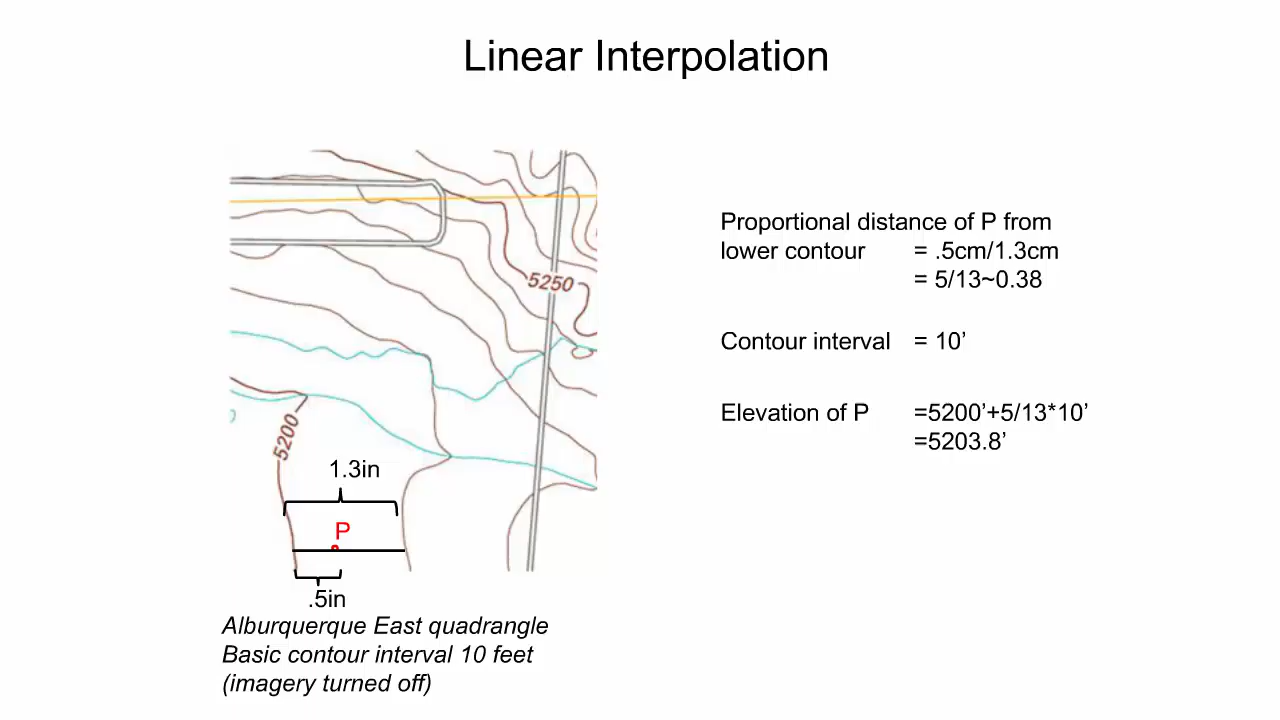 Linear Interpolation
5250
5200
1.3in
P
.5in
Alburquerque East quadrangle
Basic contour interval 10 feet
(imagery turned off)
Proportional distance of P from
lower contour = .5cm/1.3cm
= 5/13~0.38
Contour interval = 10’
Elevation of P =5200’+5/13*10’
=5203.8’